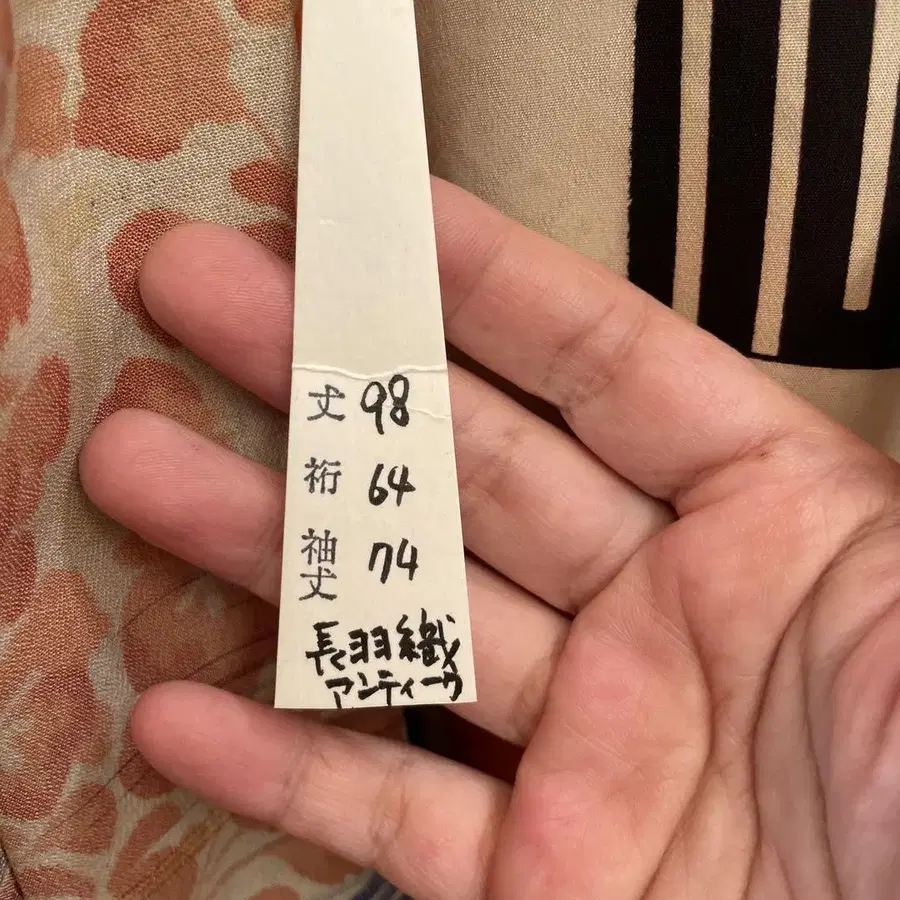 丈 98
裄 64
袖丈 74
長羽織
アンティーク